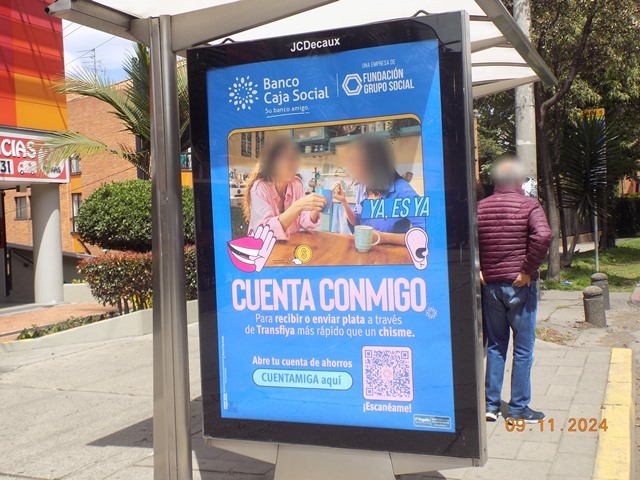 JCDecaux
Banco
Caja Social
Su banco amigo.
UNA EMPRESA DE
FUNDACIÓN
GRUPO SOCIAL
YA, ES YA
CUENTA CONMIGO
Para recibir o enviar plata a través
de Transfiya más rápido que un chisme.
Abre tu cuenta de ahorros
CUENTAMIGA aquí
¡Escanéame!
09.11.2024